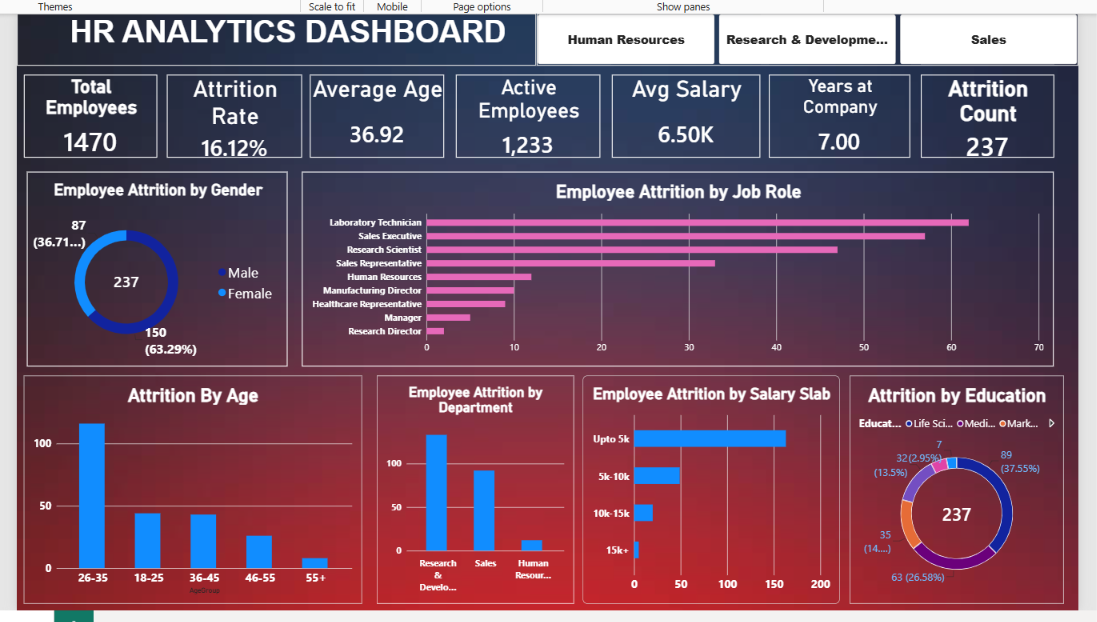 Themes
Scale to fit
Mobile
Page options
Show panes
HR ANALYTICS DASHBOARD
Human Resources
Research & Developme...
Sales
Total
Employees
1470
Attrition
Rate
16.12%
Average Age
36.92
Active
Employees
1,233
Avg Salary
6.50K
Years at
Company
7.00
Attrition
Count
237
Employee Attrition by Gender
87
(36.71...)
237
Male
Female
150
(63.29%)
Employee Attrition by Job Role
Laboratory Technician
Sales Executive
Research Scientist
Sales Representative
Human Resources
Manufacturing Director
Healthcare Representative
Manager
Research Director
0 10 20 30 40 50 60 70
Attrition By Age
100
50
0
26-35 18-25 36-45 46-55 55+
AgeGroup
Employee Attrition by
Department
100
50
0
Research
&
Develo...
Sales
Human
Resour...
Employee Attrition by Salary Slab
Upto 5k
5k-10k
10k-15k
15k+
0 50 100 150 200
Attrition by Education
Educat... Life Sci... Medi... Mark...
7
(2.95%)
32
(13.5%)
89
(37.55%)
237
35
(14....)
63 (26.58%)